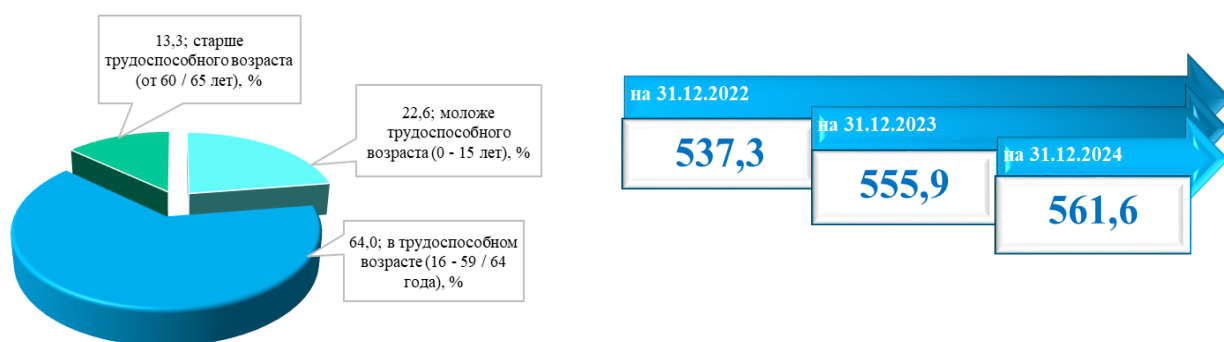 13,3; старше
трудоспособного возраста
(от 60 / 65 лет), %
22,6; моложе
трудоспособного
возраста (0 - 15 лет), %
64,0; в трудоспособном
возрасте (16 - 59 / 64
года), %
на 31.12.2022
537,3
на 31.12.2023
555,9
на 31.12.2024
561,6